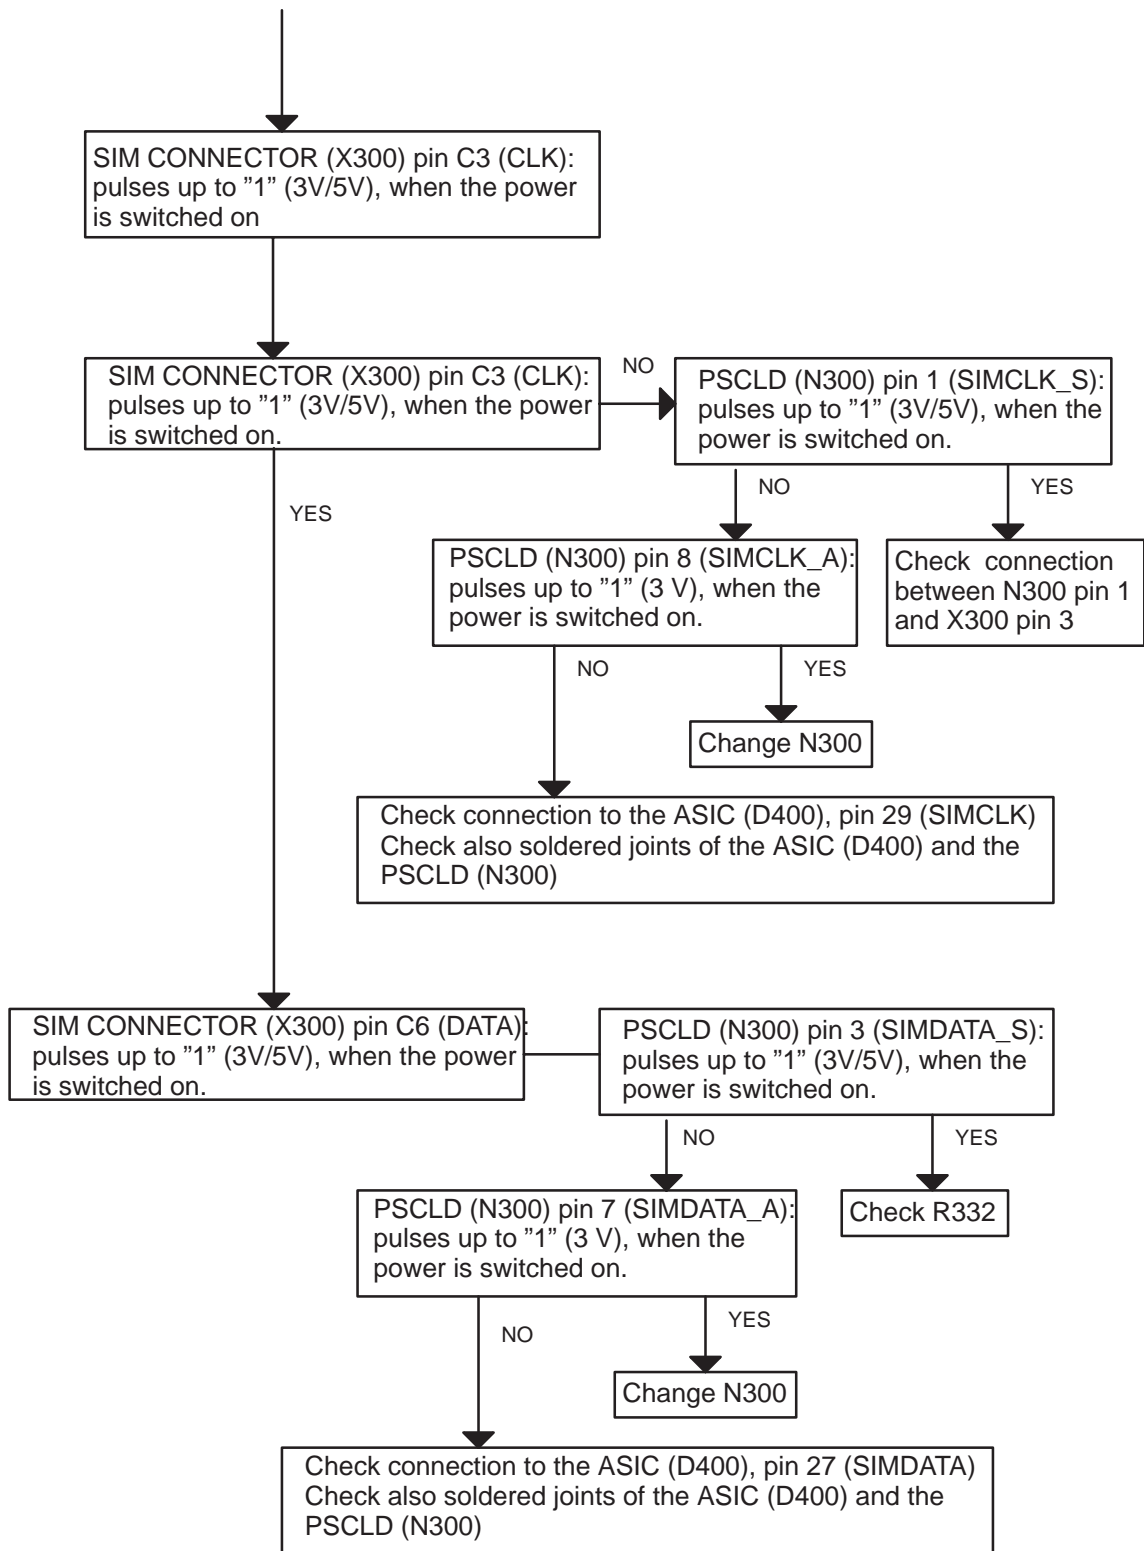 SIM CONNECTOR (X300) pin C3 (CLK):
pulses up to ”1” (3V/5V), when the power
is switched on
SIM CONNECTOR (X300) pin C3 (CLK):
pulses up to ”1” (3V/5V), when the power
is switched on.
NO
PSCLD (N300) pin 1 (SIMCLK_S):
pulses up to ”1” (3V/5V), when the
power is switched on.
YES
NO
YES
PSCLD (N300) pin 8 (SIMCLK_A):
pulses up to ”1” (3 V), when the
power is switched on.
Check connection
between N300 pin 1
and X300 pin 3
NO
YES
Change N300
Check connection to the ASIC (D400), pin 29 (SIMCLK)
Check also soldered joints of the ASIC (D400) and the
PSCLD (N300)
SIM CONNECTOR (X300) pin C6 (DATA):
pulses up to ”1” (3V/5V), when the power
is switched on.
PSCLD (N300) pin 3 (SIMDATA_S):
pulses up to ”1” (3V/5V), when the
power is switched on.
NO
YES
PSCLD (N300) pin 7 (SIMDATA_A):
pulses up to ”1” (3 V), when the
power is switched on.
Check R332
NO
YES
Change N300
Check connection to the ASIC (D400), pin 27 (SIMDATA)
Check also soldered joints of the ASIC (D400) and the
PSCLD (N300)